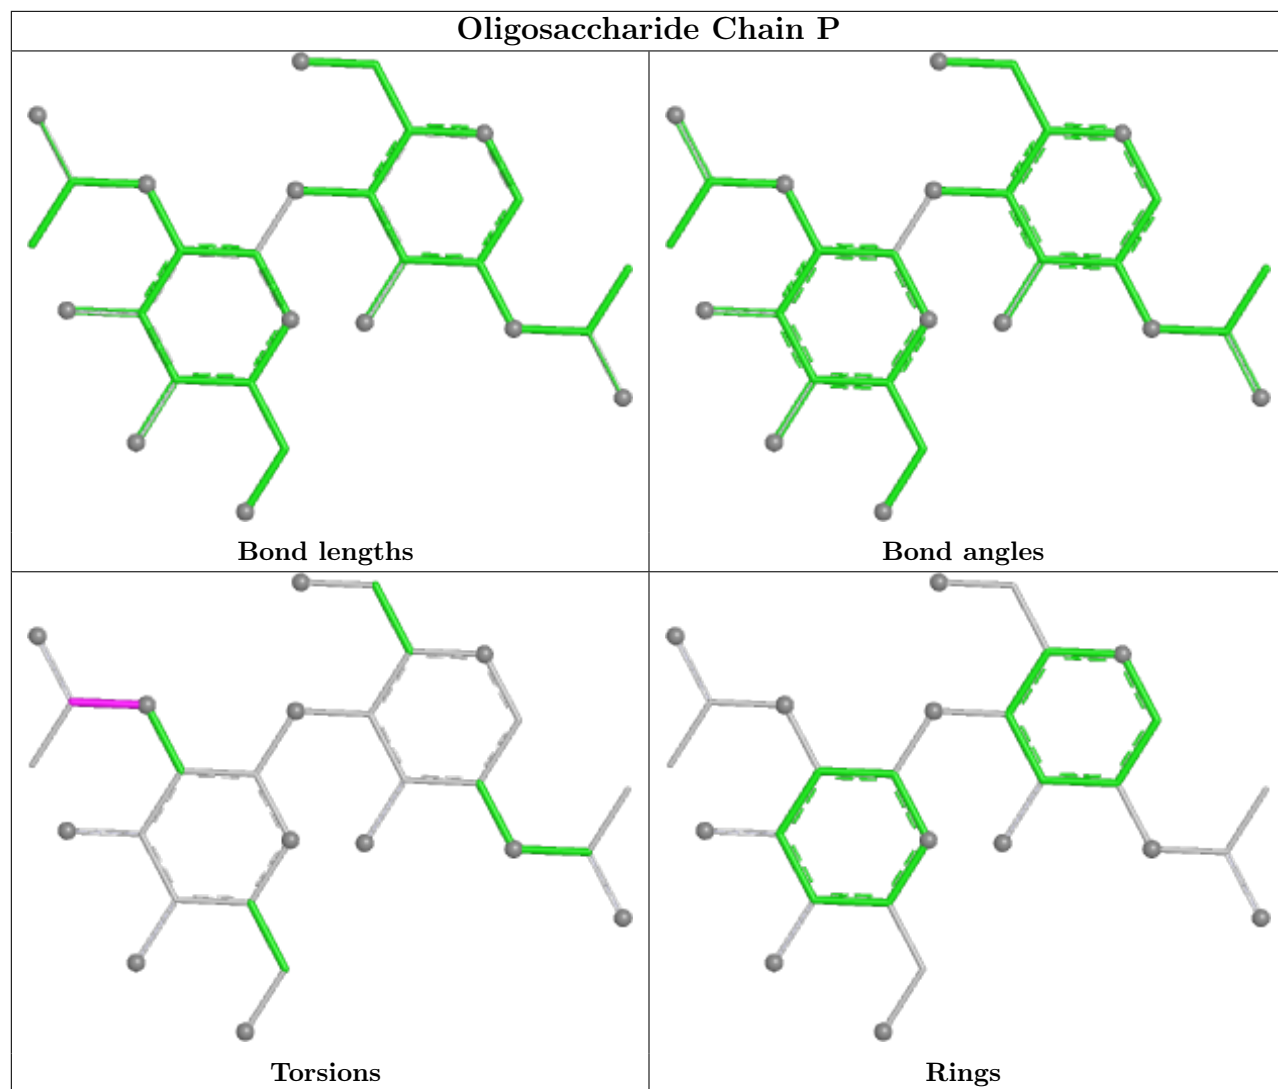 Oligosaccharide Chain P
Bond lengths
Bond angles
Torsions
Rings